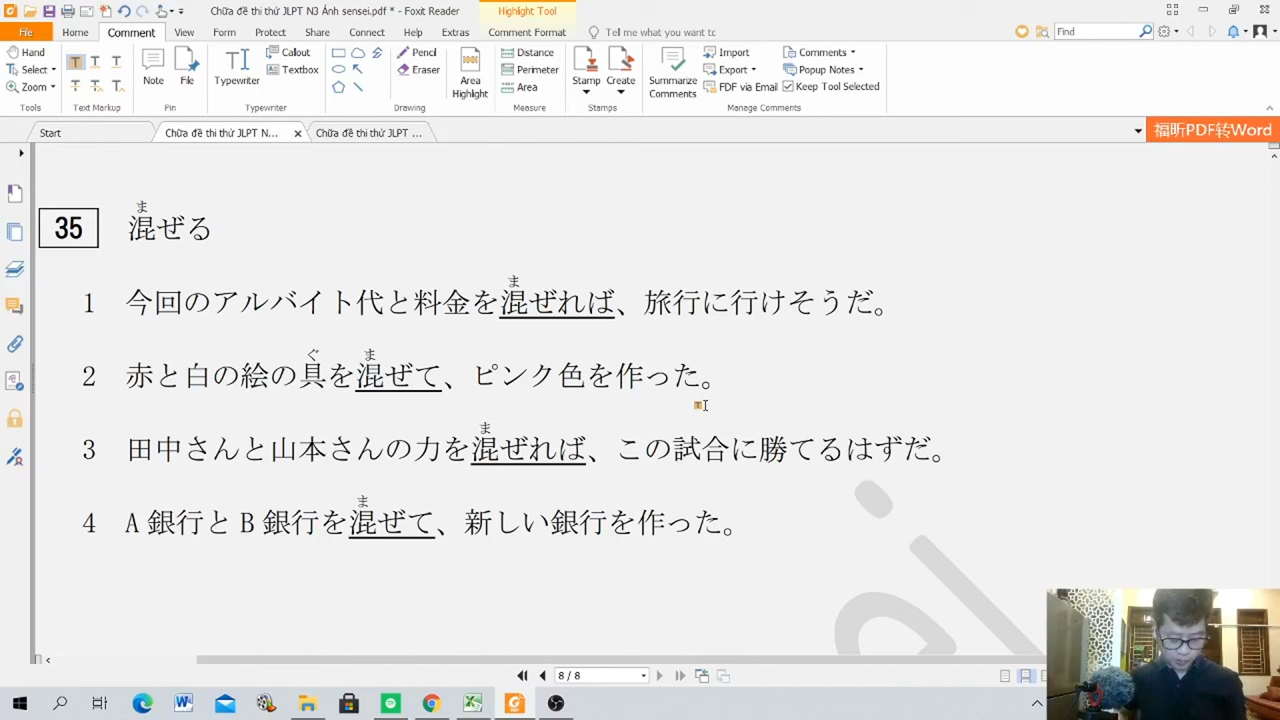 Chữa đề thi thử JLPT N3 Ánh sensei.pdf * - Foxit Reader
Highlight Tool
File Home Comment View Form Protect Share Connect Help Extras Comment Format Tell me what you want tc Find
Hand
Select
Zoom
Tools
Text Markup
Note
File
Pin
Typewriter
Callout
Textbox
Typewriter
Pencil
Eraser
Drawing
Area Highlight
Distance
Perimeter
Area
Measure
Stamp
Create
Stamps
Summarize Comments
Import
Export
FDF via Email
Comments
Popup Notes
Keep Tool Selected
Manage Comments
Start
Chữa đề thi thử JLPT N...
Chữa đề thi thử JLPT ...
福昕PDF转Word
ま
35 混ぜる
ま
1 今回のアルバイト代と料金を混ぜれば、旅行に行けそうだ。
ぐ ま
2 赤と白の絵の具を混ぜて、ピンク色を作った。
ま
3 田中さんと山本さんの力を混ぜれば、この試合に勝てるはずだ。
ま
4 A 銀行と B 銀行を混ぜて、新しい銀行を作った。
8 / 8